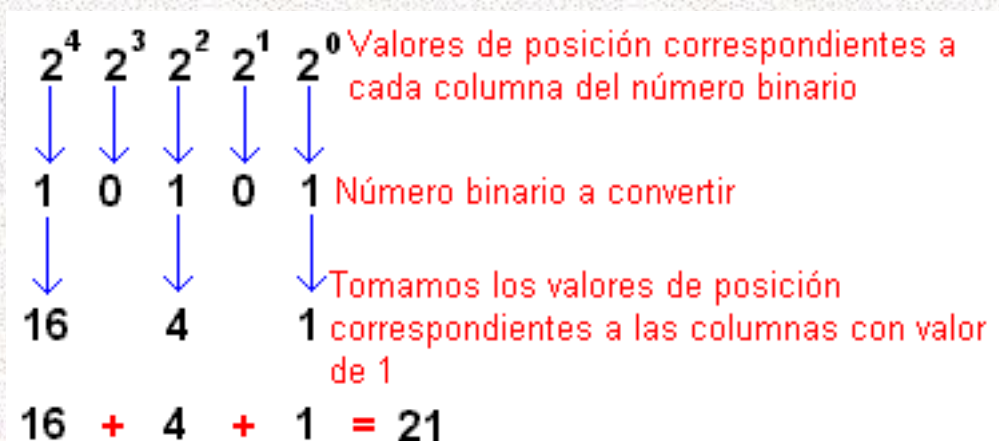 2⁴ 2³ 2² 2¹ 2⁰ Valores de posición correspondientes a
cada columna del número binario
1 0 1 0 1 Número binario a convertir
Tomamos los valores de posición
16 4 1 correspondientes a las columnas con valor
de 1
16 + 4 + 1 = 21